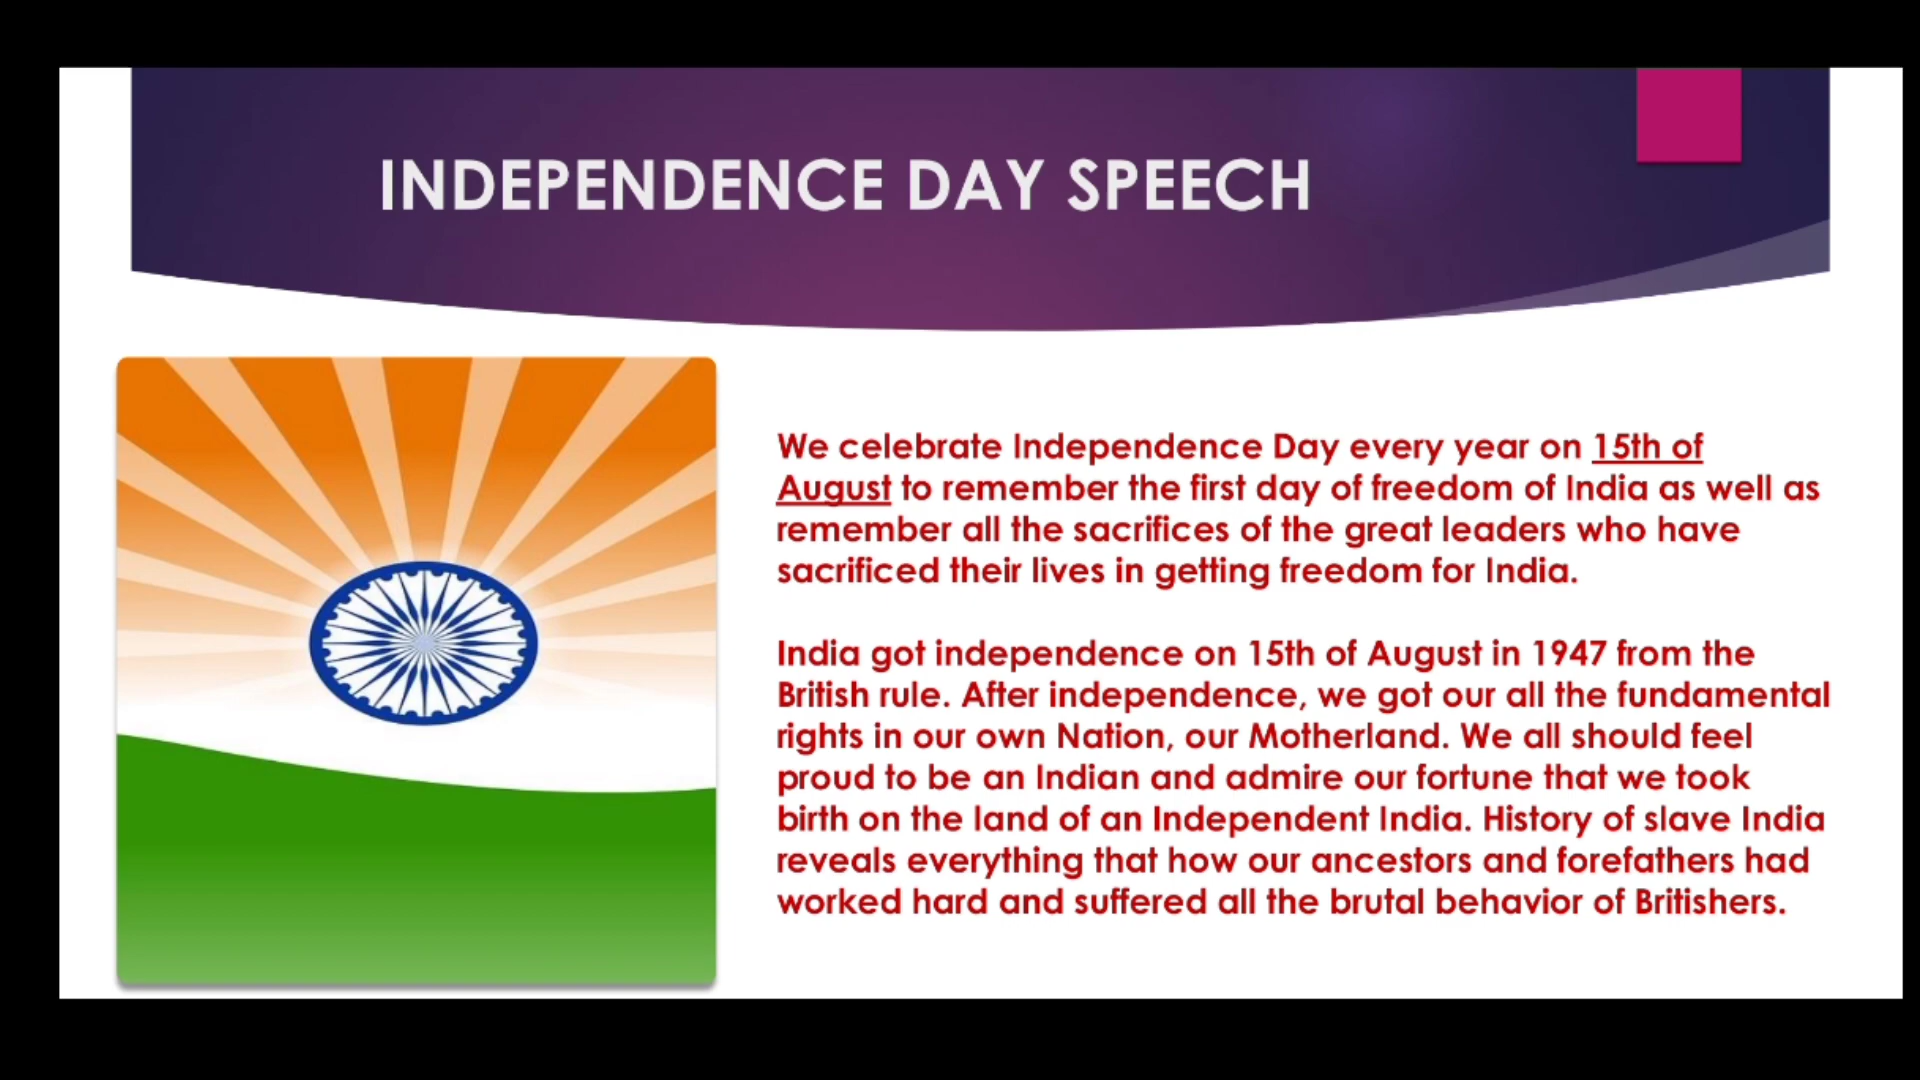 INDEPENDENCE DAY SPEECH
We celebrate Independence Day every year on 15th of
August to remember the first day of freedom of India as well as
remember all the sacrifices of the great leaders who have
sacrificed their lives in getting freedom for India.
India got independence on 15th of August in 1947 from the
British rule. After independence, we got our all the fundamental
rights in our own Nation, our Motherland. We all should feel
proud to be an Indian and admire our fortune that we took
birth on the land of an Independent India. History of slave India
reveals everything that how our ancestors and forefathers had
worked hard and suffered all the brutal behavior of Britishers.